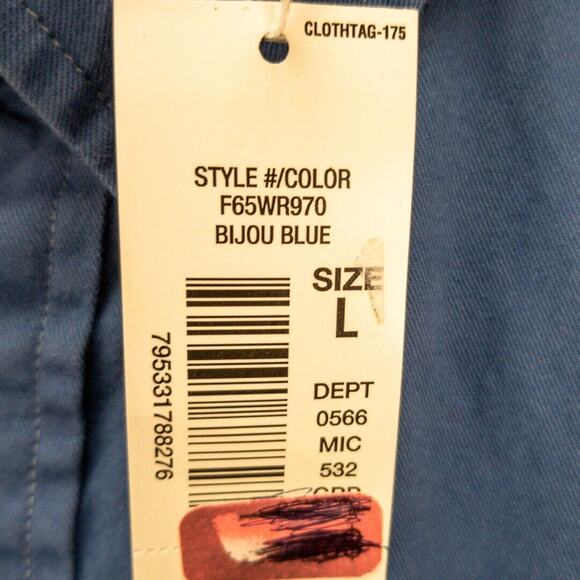 CLOTHTAG-175
STYLE #/COLOR
F65WR970
BIJOU BLUE
SIZE
L
795331788276
DEPT
0566
MIC
532